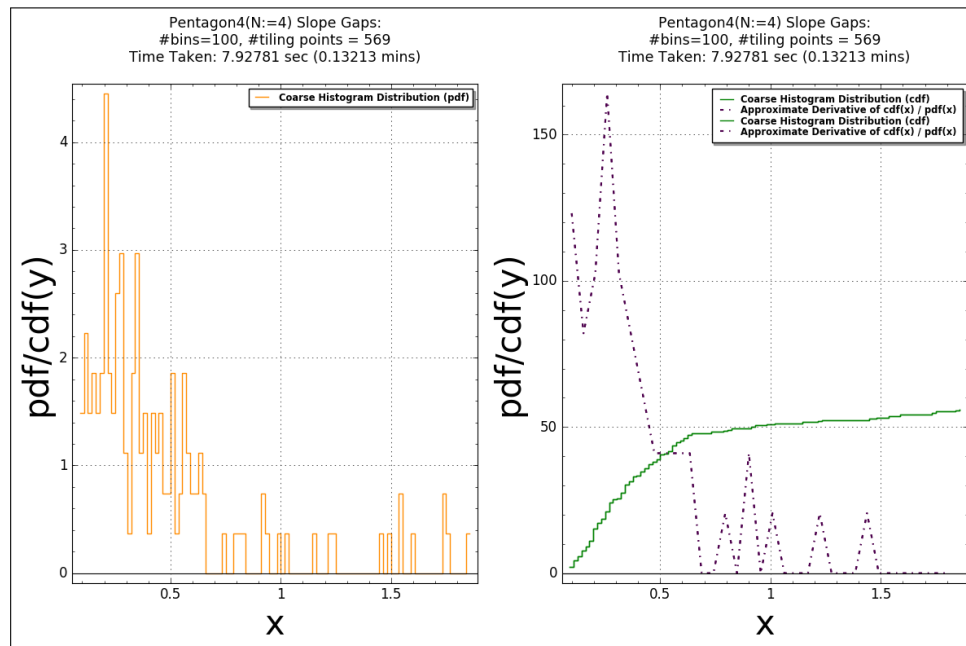 Pentagon4(N:=4) Slope Gaps:
#bins=100, #tiling points = 569
Time Taken: 7.92781 sec (0.13213 mins)
Coarse Histogram Distribution (pdf)
4
3
2
1
0
0.5
1
1.5
pdf/cdf(y)
x
Pentagon4(N:=4) Slope Gaps:
#bins=100, #tiling points = 569
Time Taken: 7.92781 sec (0.13213 mins)
Coarse Histogram Distribution (cdf)
Approximate Derivative of cdf(x) / pdf(x)
Coarse Histogram Distribution (cdf)
Approximate Derivative of cdf(x) / pdf(x)
150
100
50
0
0.5
1
1.5
pdf/cdf(y)
x